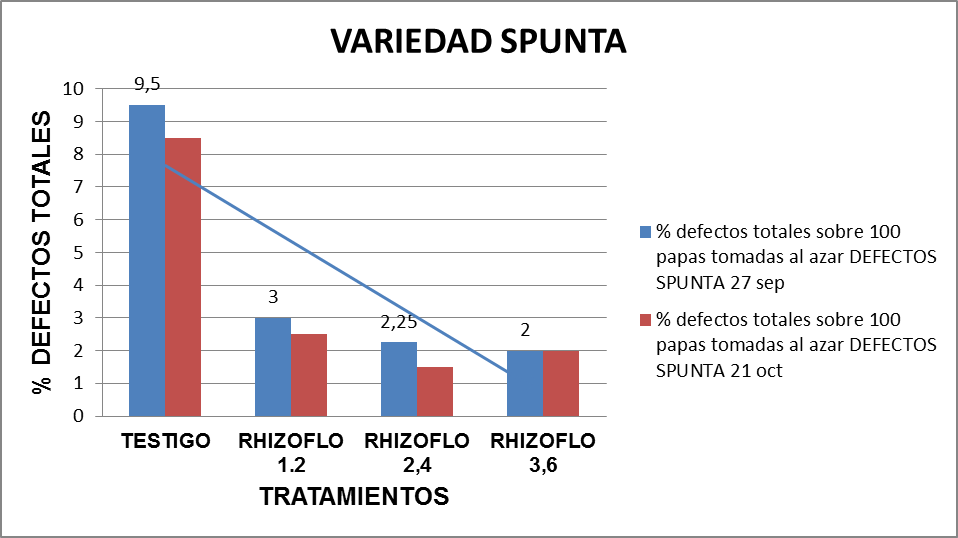 VARIEDAD SPUNTA
% DEFECTOS TOTALES
10
9
8
7
6
5
4
3
2
1
0
9,5
3
2,25
2
TESTIGO
RHIZOFLO
1.2
RHIZOFLO
2,4
RHIZOFLO
3,6
TRATAMIENTOS
% defectos totales sobre 100
papas tomadas al azar DEFECTOS
SPUNTA 27 sep
% defectos totales sobre 100
papas tomadas al azar DEFECTOS
SPUNTA 21 oct